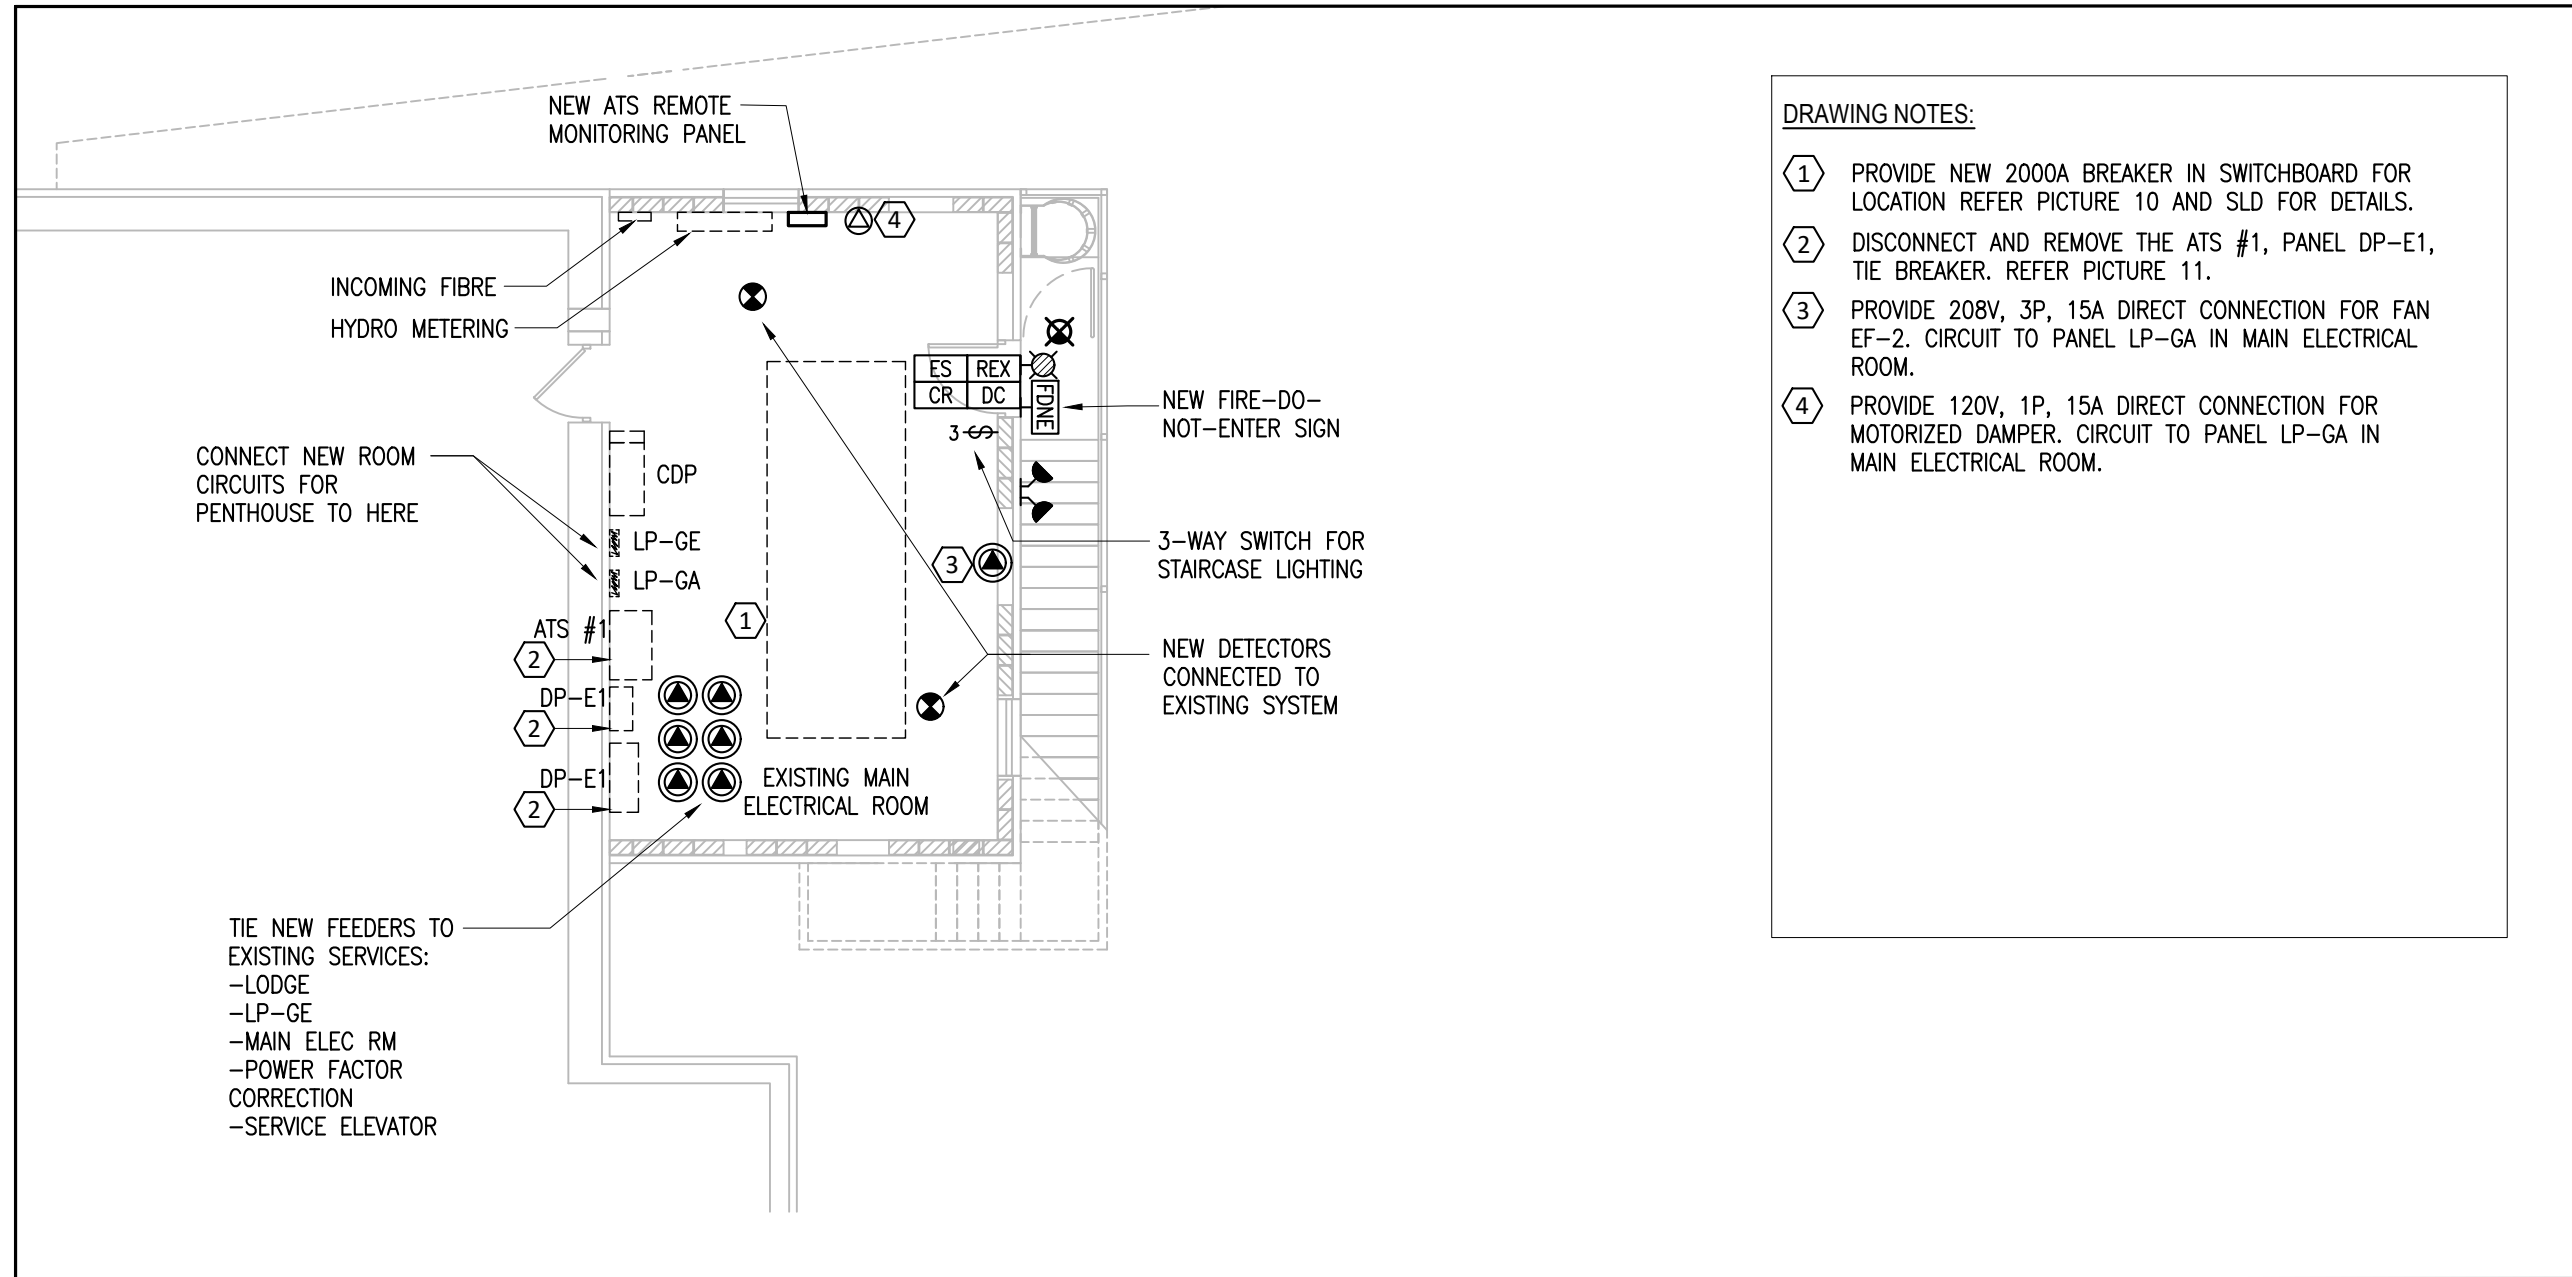 NEW ATS REMOTE
MONITORING PANEL
4
INCOMING FIBRE
HYDRO METERING
ES REX
CR DC
FDNE
NEW FIRE-DO-
NOT-ENTER SIGN
3 S
CONNECT NEW ROOM
CIRCUITS FOR
PENTHOUSE TO HERE
CDP
LP-GE
LP-GA
3
3-WAY SWITCH FOR
STAIRCASE LIGHTING
1
ATS #1
2
DP-E1
2
DP-E1
2
NEW DETECTORS
CONNECTED TO
EXISTING SYSTEM
EXISTING MAIN
ELECTRICAL ROOM
TIE NEW FEEDERS TO
EXISTING SERVICES:
-LODGE
-LP-GE
-MAIN ELEC RM
-POWER FACTOR
CORRECTION
-SERVICE ELEVATOR
DRAWING NOTES:
1 PROVIDE NEW 2000A BREAKER IN SWITCHBOARD FOR
LOCATION REFER PICTURE 10 AND SLD FOR DETAILS.
2 DISCONNECT AND REMOVE THE ATS #1, PANEL DP-E1,
TIE BREAKER. REFER PICTURE 11.
3 PROVIDE 208V, 3P, 15A DIRECT CONNECTION FOR FAN
EF-2. CIRCUIT TO PANEL LP-GA IN MAIN ELECTRICAL
ROOM.
4 PROVIDE 120V, 1P, 15A DIRECT CONNECTION FOR
MOTORIZED DAMPER. CIRCUIT TO PANEL LP-GA IN
MAIN ELECTRICAL ROOM.